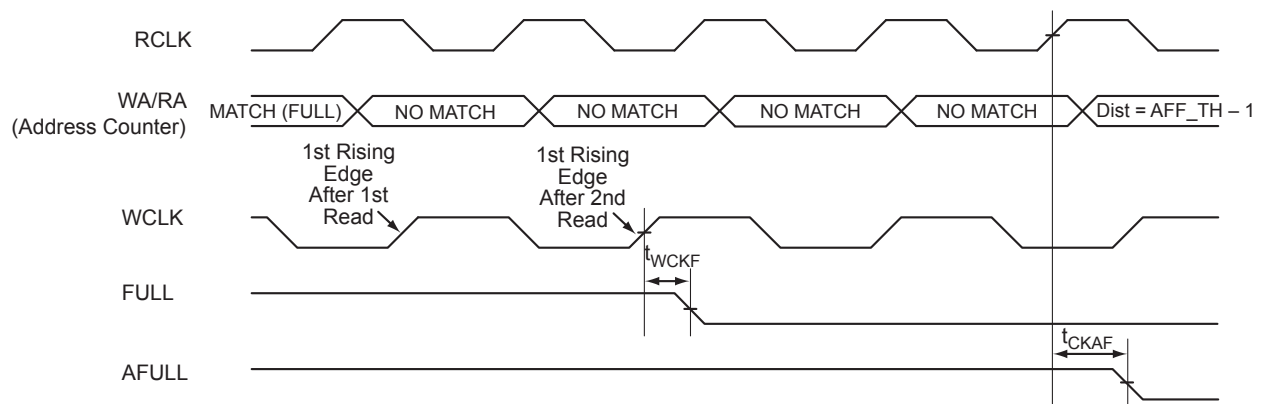 RCLK
WA/RA
(Address Counter)
MATCH (FULL)
NO MATCH
NO MATCH
NO MATCH
NO MATCH
Dist = AFF_TH – 1
1st Rising
Edge
After 1st
Read
1st Rising
Edge
After 2nd
Read
WCLK
tWCKF
FULL
tCKAF
AFULL